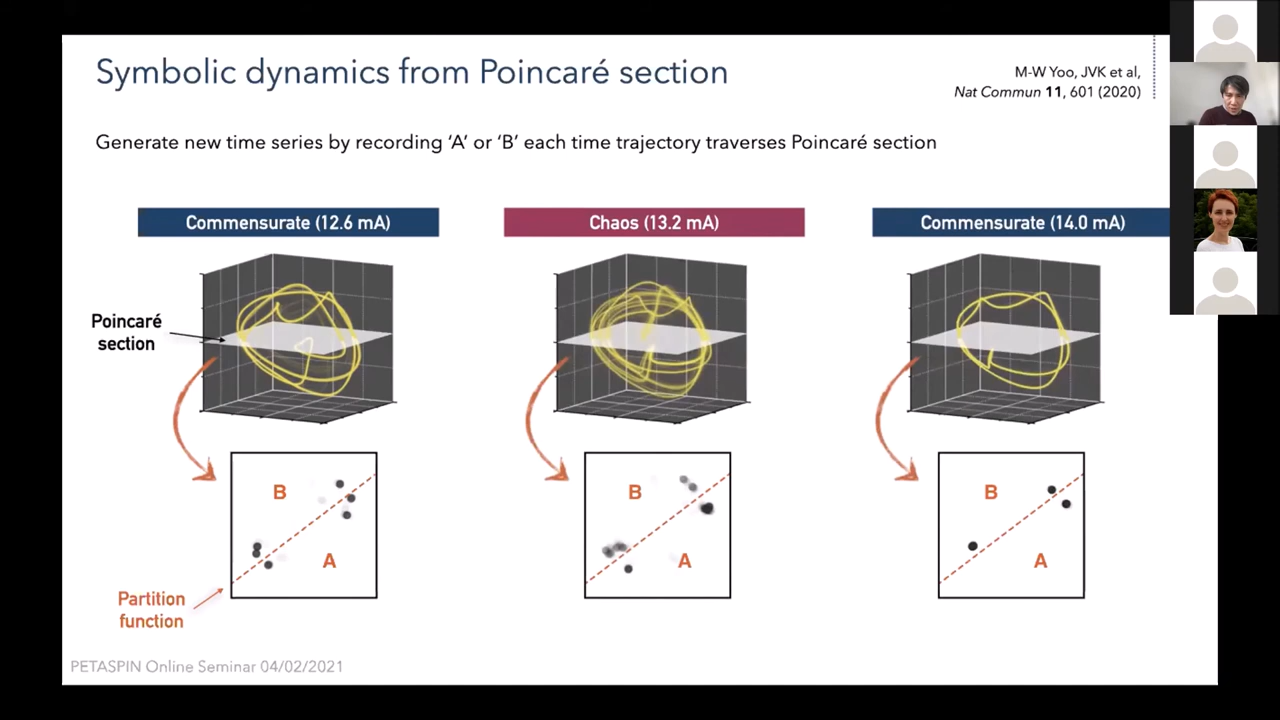 Symbolic dynamics from Poincaré section
M-W Yoo, JVK et al,
Nat Commun 11, 601 (2020)
Generate new time series by recording ‘A’ or ‘B’ each time trajectory traverses Poincaré section
Commensurate (12.6 mA)
Chaos (13.2 mA)
Commensurate (14.0 mA)
Poincaré
section
B
A
B
A
B
A
Partition
function
PETASPIN Online Seminar 04/02/2021